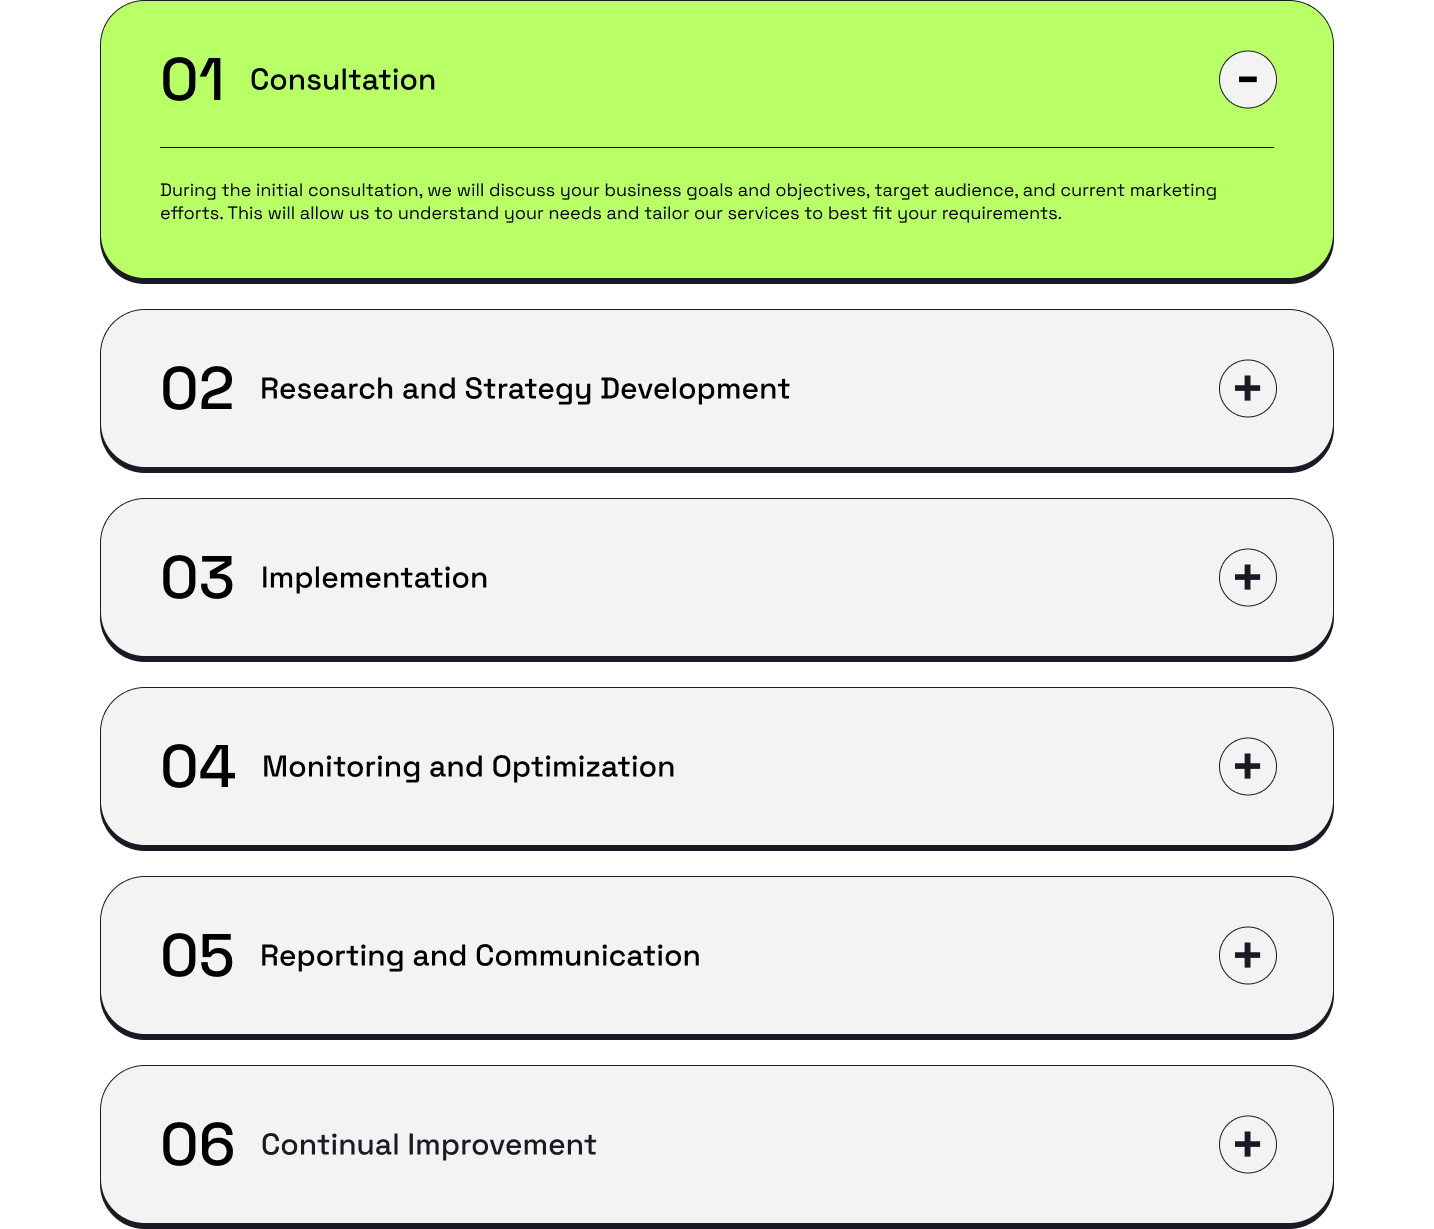 01 Consultation
During the initial consultation, we will discuss your business goals and objectives, target audience, and current marketing
efforts. This will allow us to understand your needs and tailor our services to best fit your requirements.
02 Research and Strategy Development
03 Implementation
04 Monitoring and Optimization
05 Reporting and Communication
06 Continual Improvement